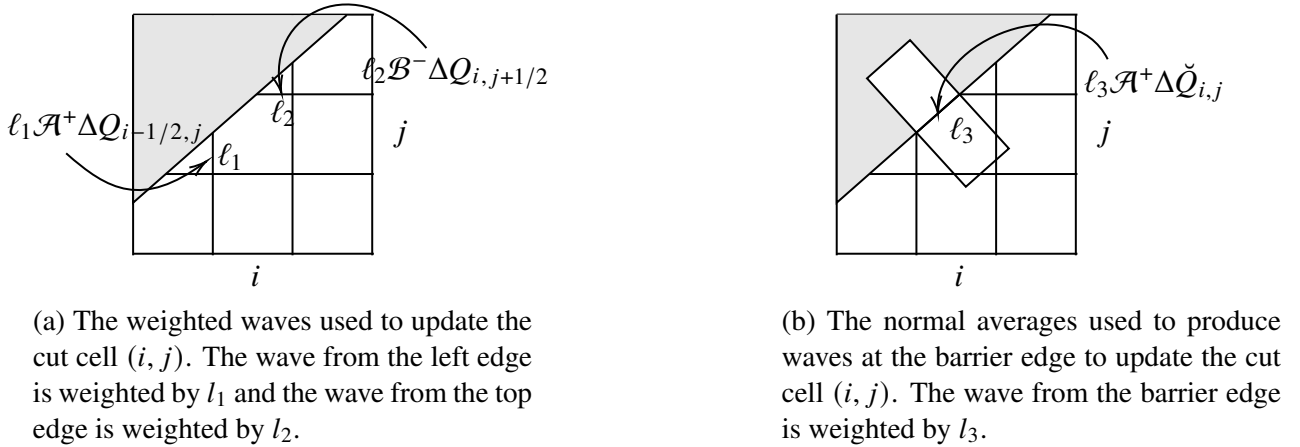 ℓ₂ℬ⁻ΔQ_{i,j+1/2}
ℓ₂
ℓ₁𝒜⁺ΔQ_{i−1/2,j}
ℓ₁
j
i
(a) The weighted waves used to update the
cut cell (i, j). The wave from the left edge
is weighted by l₁ and the wave from the top
edge is weighted by l₂.
ℓ₃𝒜⁺ΔQ̆_{i,j}
ℓ₃
j
i
(b) The normal averages used to produce
waves at the barrier edge to update the cut
cell (i, j). The wave from the barrier edge
is weighted by l₃.